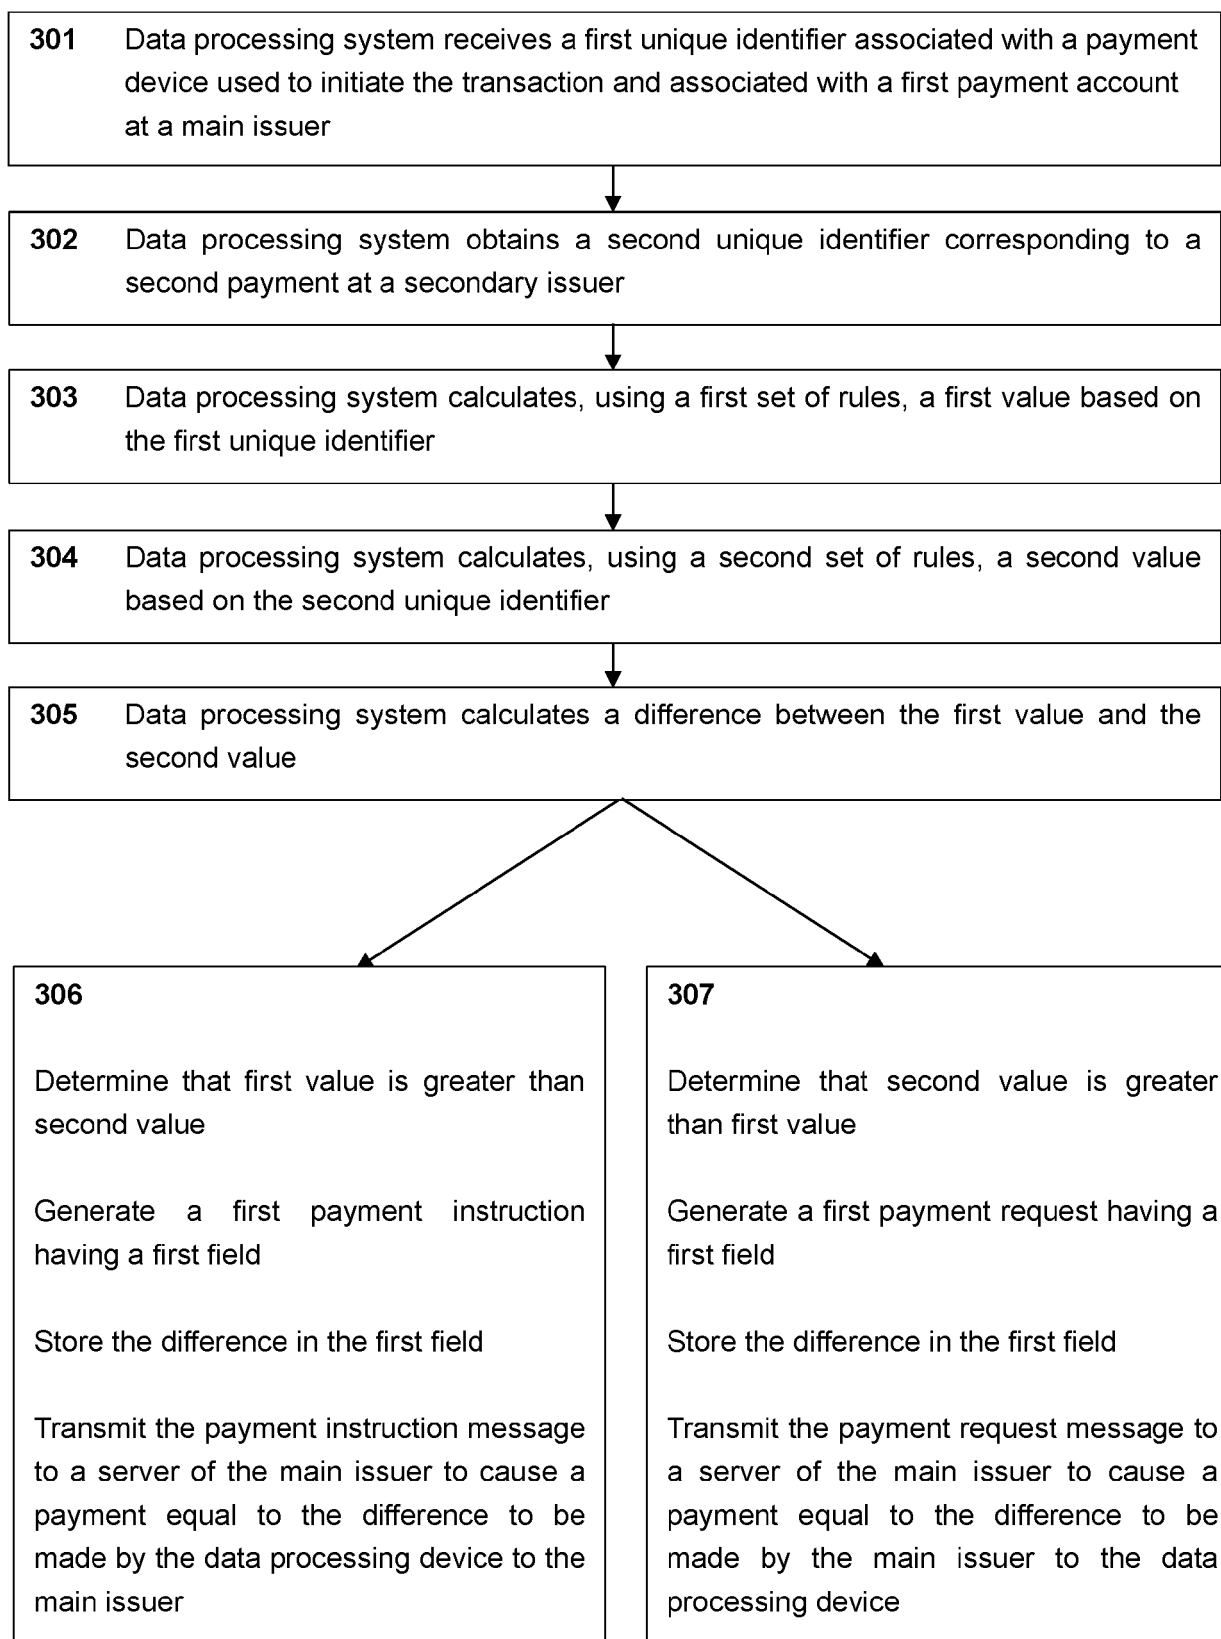 301 Data processing system receives a first unique identifier associated with a payment
device used to initiate the transaction and associated with a first payment account
at a main issuer
302 Data processing system obtains a second unique identifier corresponding to a
second payment at a secondary issuer
303 Data processing system calculates, using a first set of rules, a first value based on
the first unique identifier
304 Data processing system calculates, using a second set of rules, a second value
based on the second unique identifier
305 Data processing system calculates a difference between the first value and the
second value
306
Determine that first value is greater than
second value
Generate a first payment instruction
having a first field
Store the difference in the first field
Transmit the payment instruction message
to a server of the main issuer to cause a
payment equal to the difference to be
made by the data processing device to the
main issuer
307
Determine that second value is greater
than first value
Generate a first payment request having a
first field
Store the difference in the first field
Transmit the payment request message to
a server of the main issuer to cause a
payment equal to the difference to be
made by the main issuer to the data
processing device